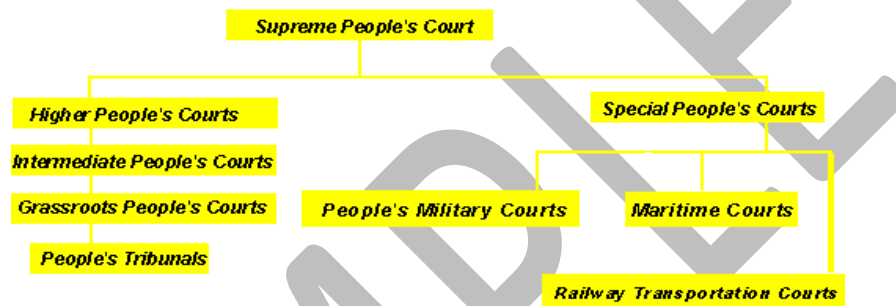 Supreme People's Court
Higher People's Courts
Special People's Courts
Intermediate People's Courts
Grassroots People's Courts
People's Military Courts
Maritime Courts
People's Tribunals
Railway Transportation Courts